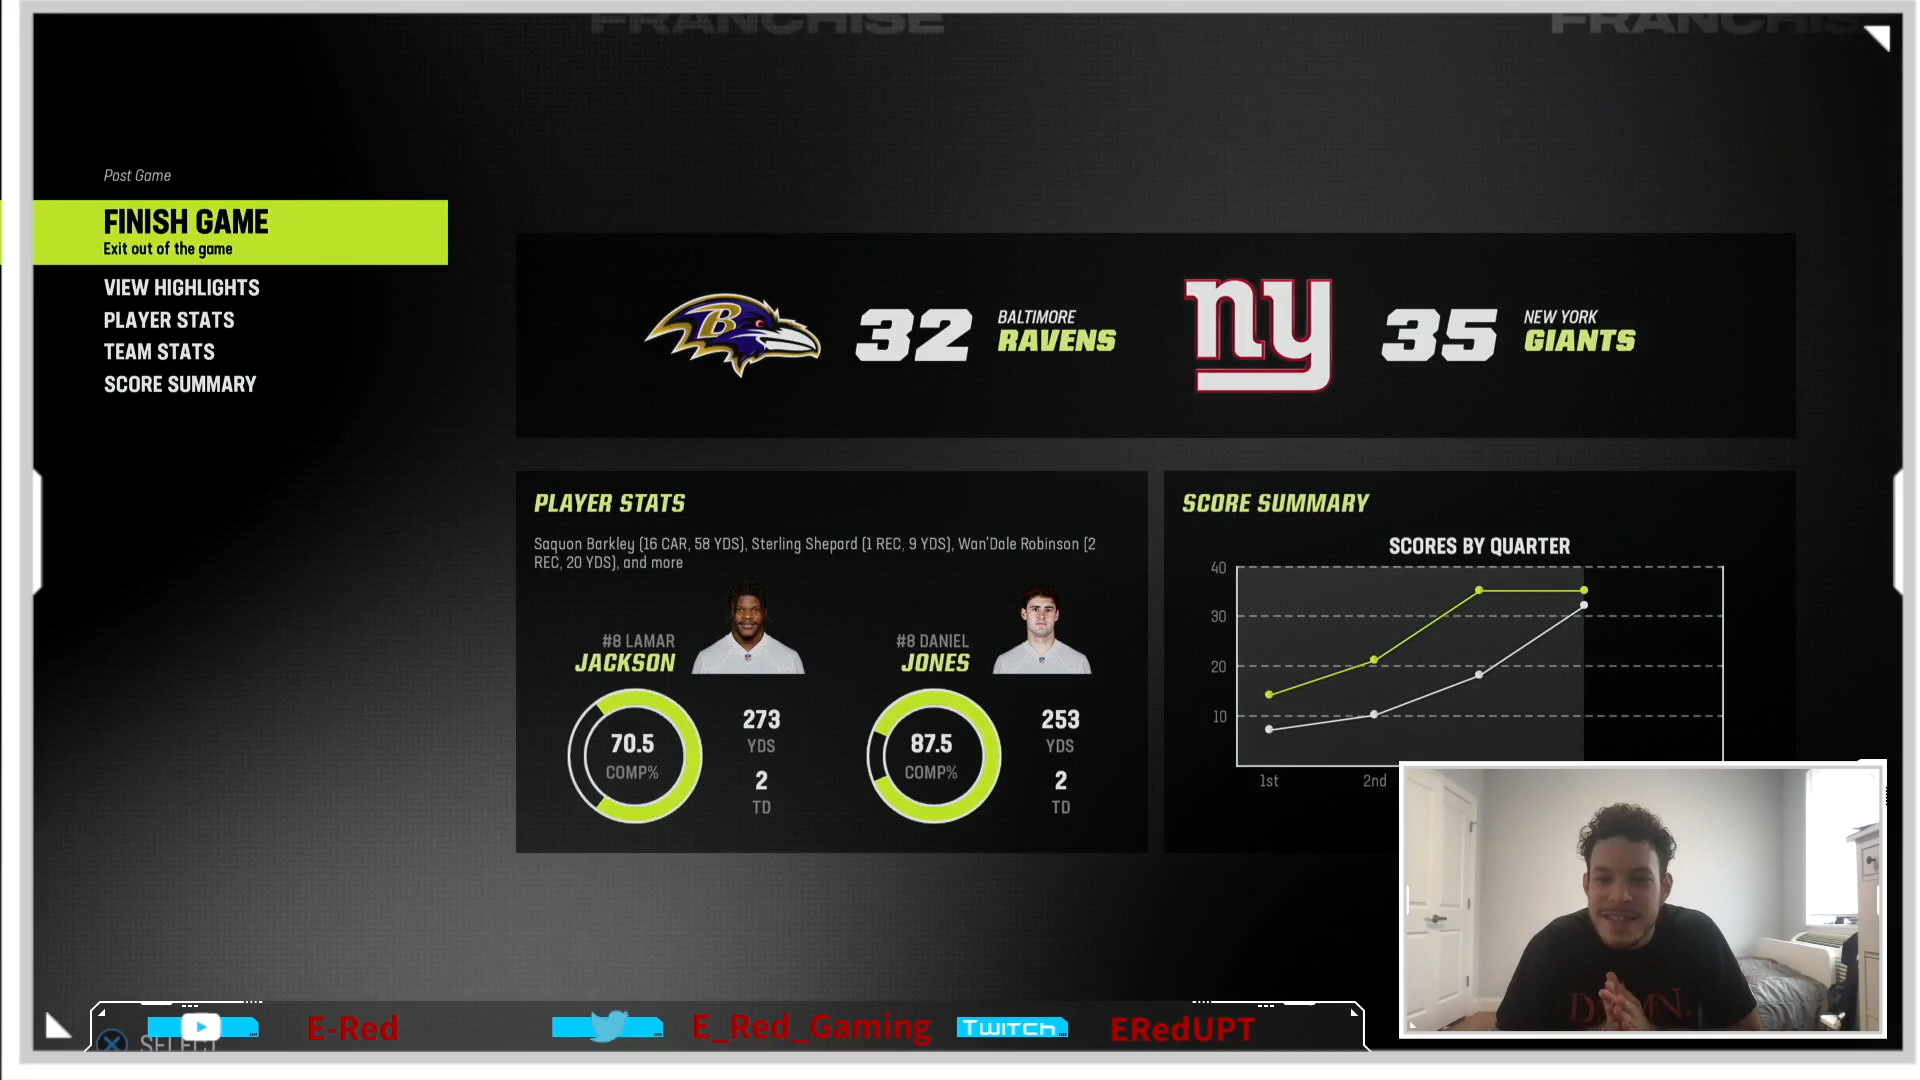 FRANCHISE
FRANCHISE
Post Game
FINISH GAME
Exit out of the game
VIEW HIGHLIGHTS
PLAYER STATS
TEAM STATS
SCORE SUMMARY
B
32
BALTIMORE
RAVENS
ny
35
NEW YORK
GIANTS
PLAYER STATS
Saquon Barkley (16 CAR, 58 YDS), Sterling Shepard (1 REC, 9 YDS), Wan'Dale Robinson (2
REC, 20 YDS), and more
#8 LAMAR
JACKSON
70.5
COMP%
273
YDS
2
TD
#8 DANIEL
JONES
87.5
COMP%
253
YDS
2
TD
SCORE SUMMARY
SCORES BY QUARTER
40
30
20
10
1st
2nd
DAMN.
E-Red
E_Red_Gaming
TWITCH
ERedUPT
SELECT